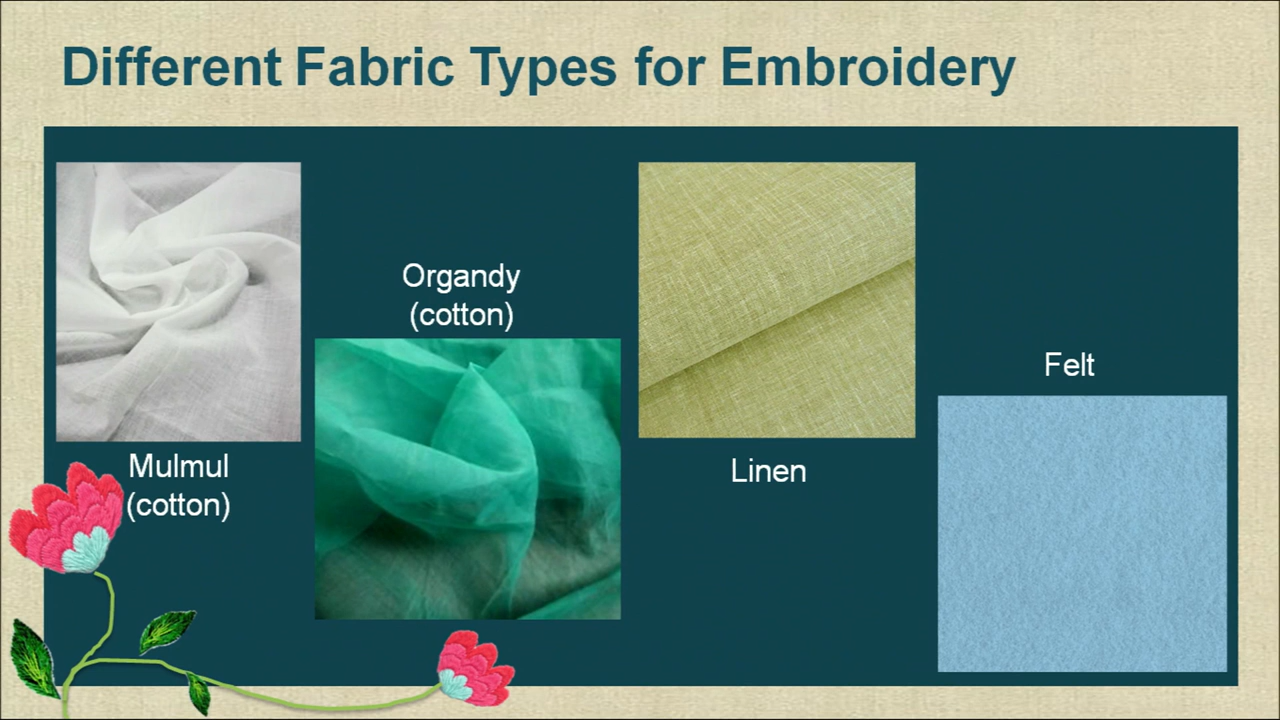 Different Fabric Types for Embroidery
Mulmul
(cotton)
Organdy
(cotton)
Linen
Felt